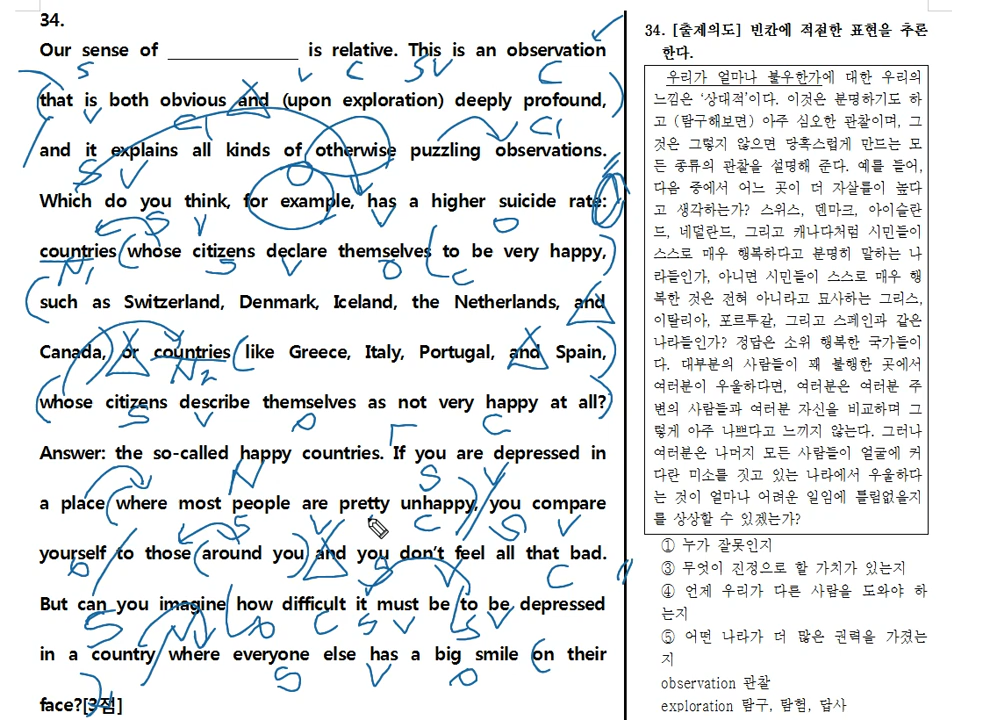 34.
Our sense of ______________ is relative. This is an observation
that is both obvious and (upon exploration) deeply profound,
and it explains all kinds of otherwise puzzling observations.
Which do you think, for example, has a higher suicide rate:
countries whose citizens declare themselves to be very happy,
such as Switzerland, Denmark, Iceland, the Netherlands, and
Canada, or countries like Greece, Italy, Portugal, and Spain,
whose citizens describe themselves as not very happy at all?
Answer: the so-called happy countries. If you are depressed in
a place where most people are pretty unhappy, you compare
yourself to those around you and you don't feel all that bad.
But can you imagine how difficult it must be to be depressed
in a country where everyone else has a big smile on their
face?[3점]
34. [출제의도] 빈칸에 적절한 표현을 추론
한다.
우리가 얼마나 불우한가에 대한 우리의
느낌은 '상대적'이다. 이것은 분명하기도 하
고 (탐구해보면) 아주 심오한 관찰이며, 그
것은 그렇지 않으면 당혹스럽게 만드는 모
든 종류의 관찰을 설명해 준다. 예를 들어,
다음 중에서 어느 곳이 더 자살률이 높다
고 생각하는가? 스위스, 덴마크, 아이슬란
드, 네덜란드, 그리고 캐나다처럼 시민들이
스스로 매우 행복하다고 분명히 말하는 나
라들인가, 아니면 시민들이 스스로 매우 행
복한 것은 전혀 아니라고 묘사하는 그리스,
이탈리아, 포르투갈, 그리고 스페인과 같은
나라들인가? 정답은 소위 행복한 국가들이
다. 대부분의 사람들이 꽤 불행한 곳에서
여러분이 우울하다면, 여러분은 여러분 주
변의 사람들과 여러분 자신을 비교하며 그
렇게 아주 나쁘다고 느끼지 않는다. 그러나
여러분은 나머지 모든 사람들이 얼굴에 커
다란 미소를 짓고 있는 나라에서 우울하다
는 것이 얼마나 어려운 일임에 틀림없을지
를 상상할 수 있겠는가?
① 누가 잘못인지
③ 무엇이 진정으로 할 가치가 있는지
④ 언제 우리가 다른 사람을 도와야 하
는지
⑤ 어떤 나라가 더 많은 권력을 가졌는
지
observation 관찰
exploration 탐구, 탐험, 답사